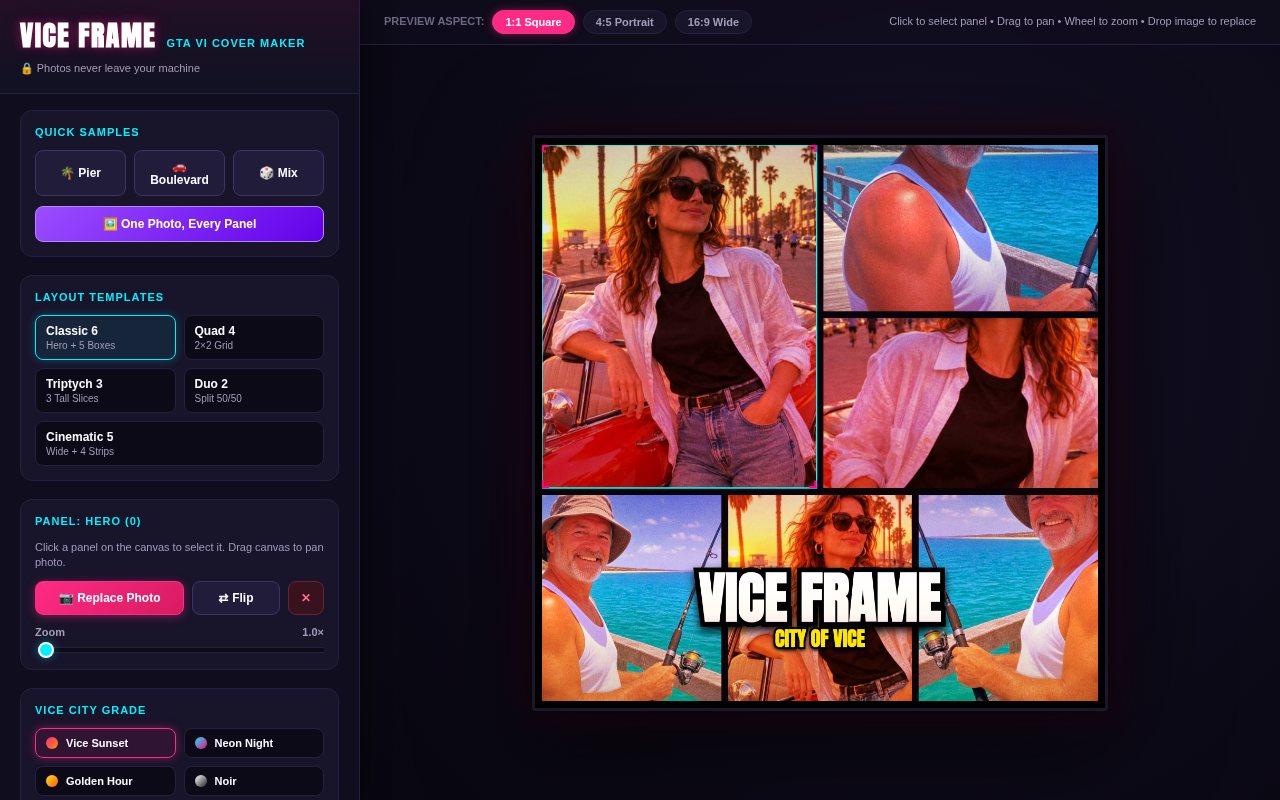 VICE FRAME GTA VI COVER MAKER
🔒 Photos never leave your machine
QUICK SAMPLES
🌴 Pier
🚗 Boulevard
🎲 Mix
🖼️ One Photo, Every Panel
LAYOUT TEMPLATES
Classic 6
Hero + 5 Boxes
Quad 4
2×2 Grid
Triptych 3
3 Tall Slices
Duo 2
Split 50/50
Cinematic 5
Wide + 4 Strips
PANEL: HERO (0)
Click a panel on the canvas to select it. Drag canvas to pan
photo.
📷 Replace Photo
⇄ Flip
✕
Zoom 1.0×
VICE CITY GRADE
Vice Sunset
Neon Night
Golden Hour
Noir
PREVIEW ASPECT: 1:1 Square 4:5 Portrait 16:9 Wide
Click to select panel • Drag to pan • Wheel to zoom • Drop image to replace
VICE FRAME
CITY OF VICE